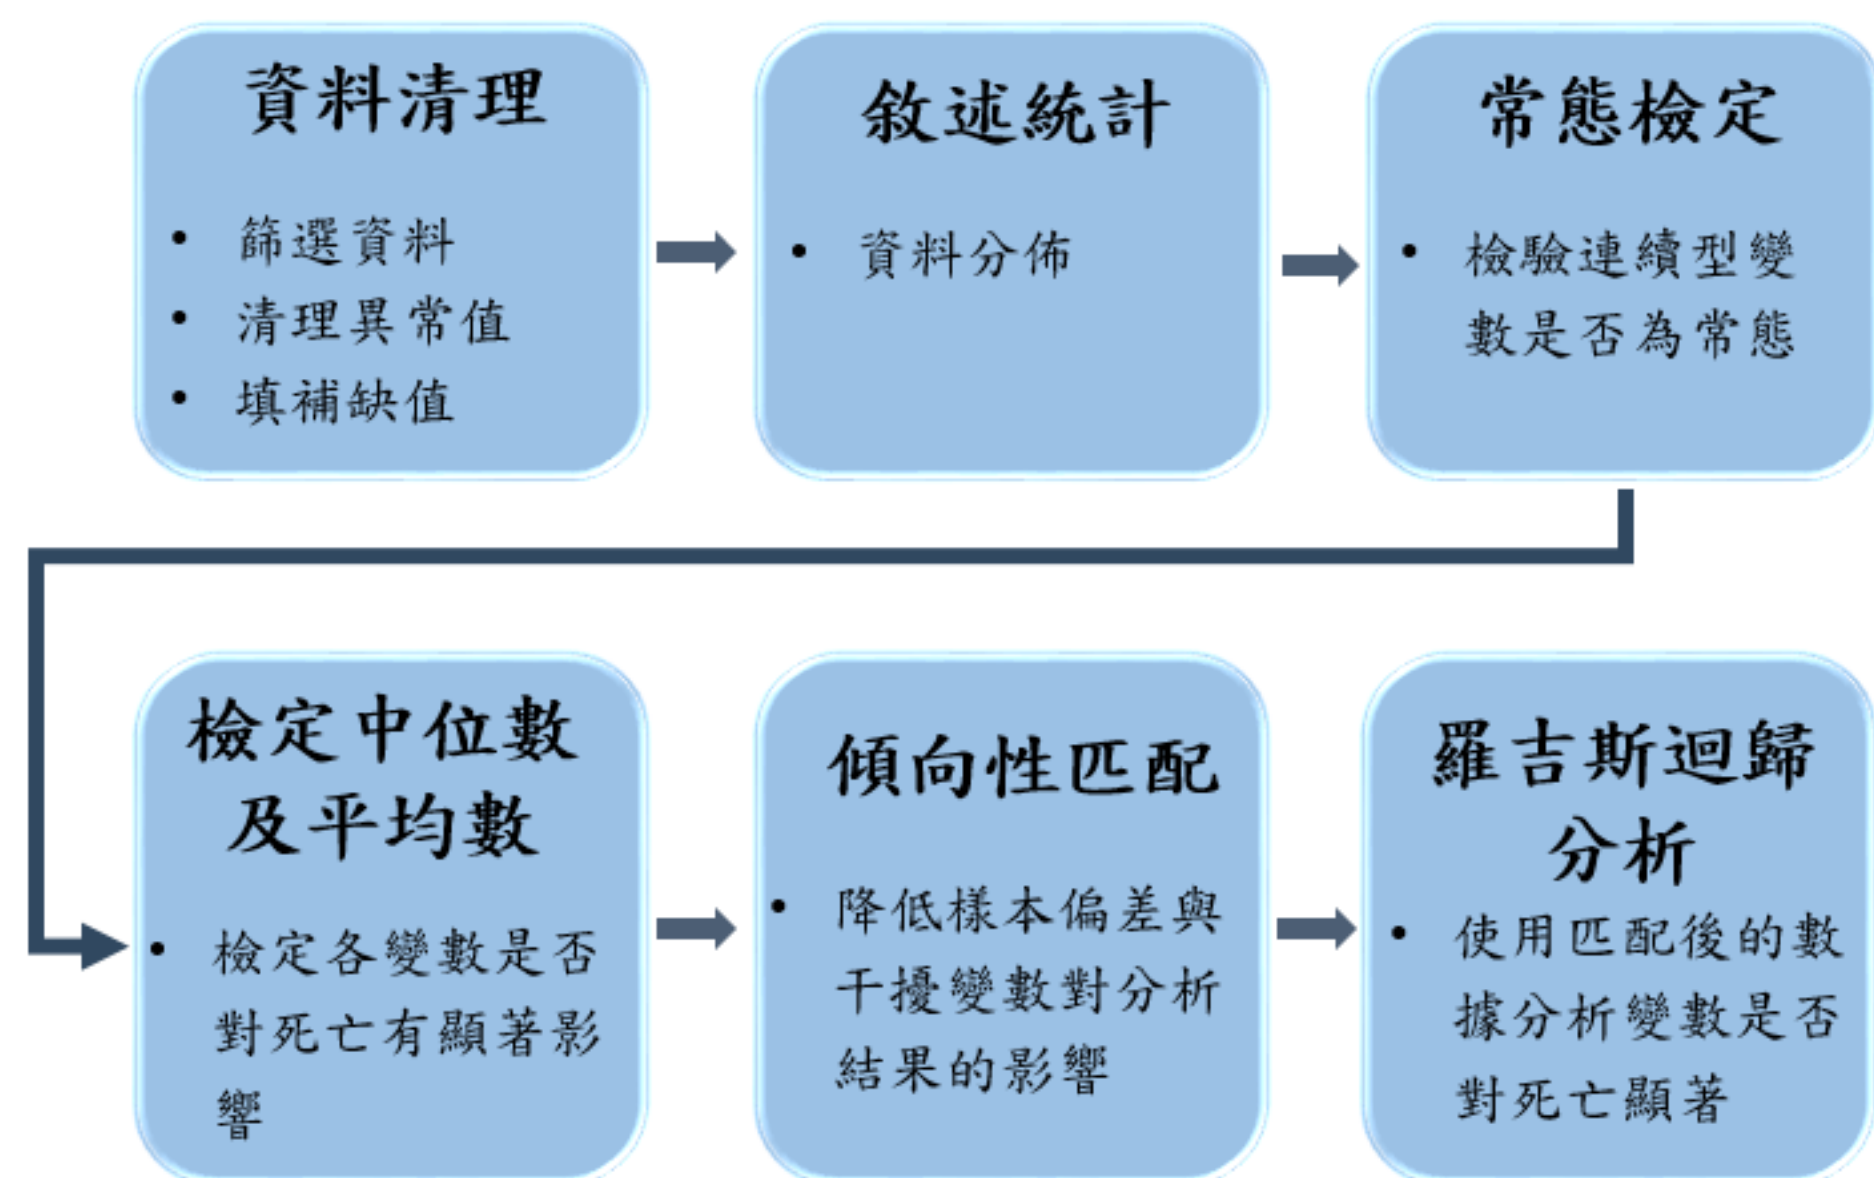 資料清理
• 篩選資料
• 清理異常值
• 填補缺值
敘述統計
• 資料分佈
常態檢定
• 檢驗連續型變
數是否為常態
檢定中位數
及平均數
• 檢定各變數是否
對死亡有顯著影
響
傾向性匹配
• 降低樣本偏差與
干擾變數對分析
結果的影響
羅吉斯迴歸
分析
• 使用匹配後的數
據分析變數是否
對死亡顯著